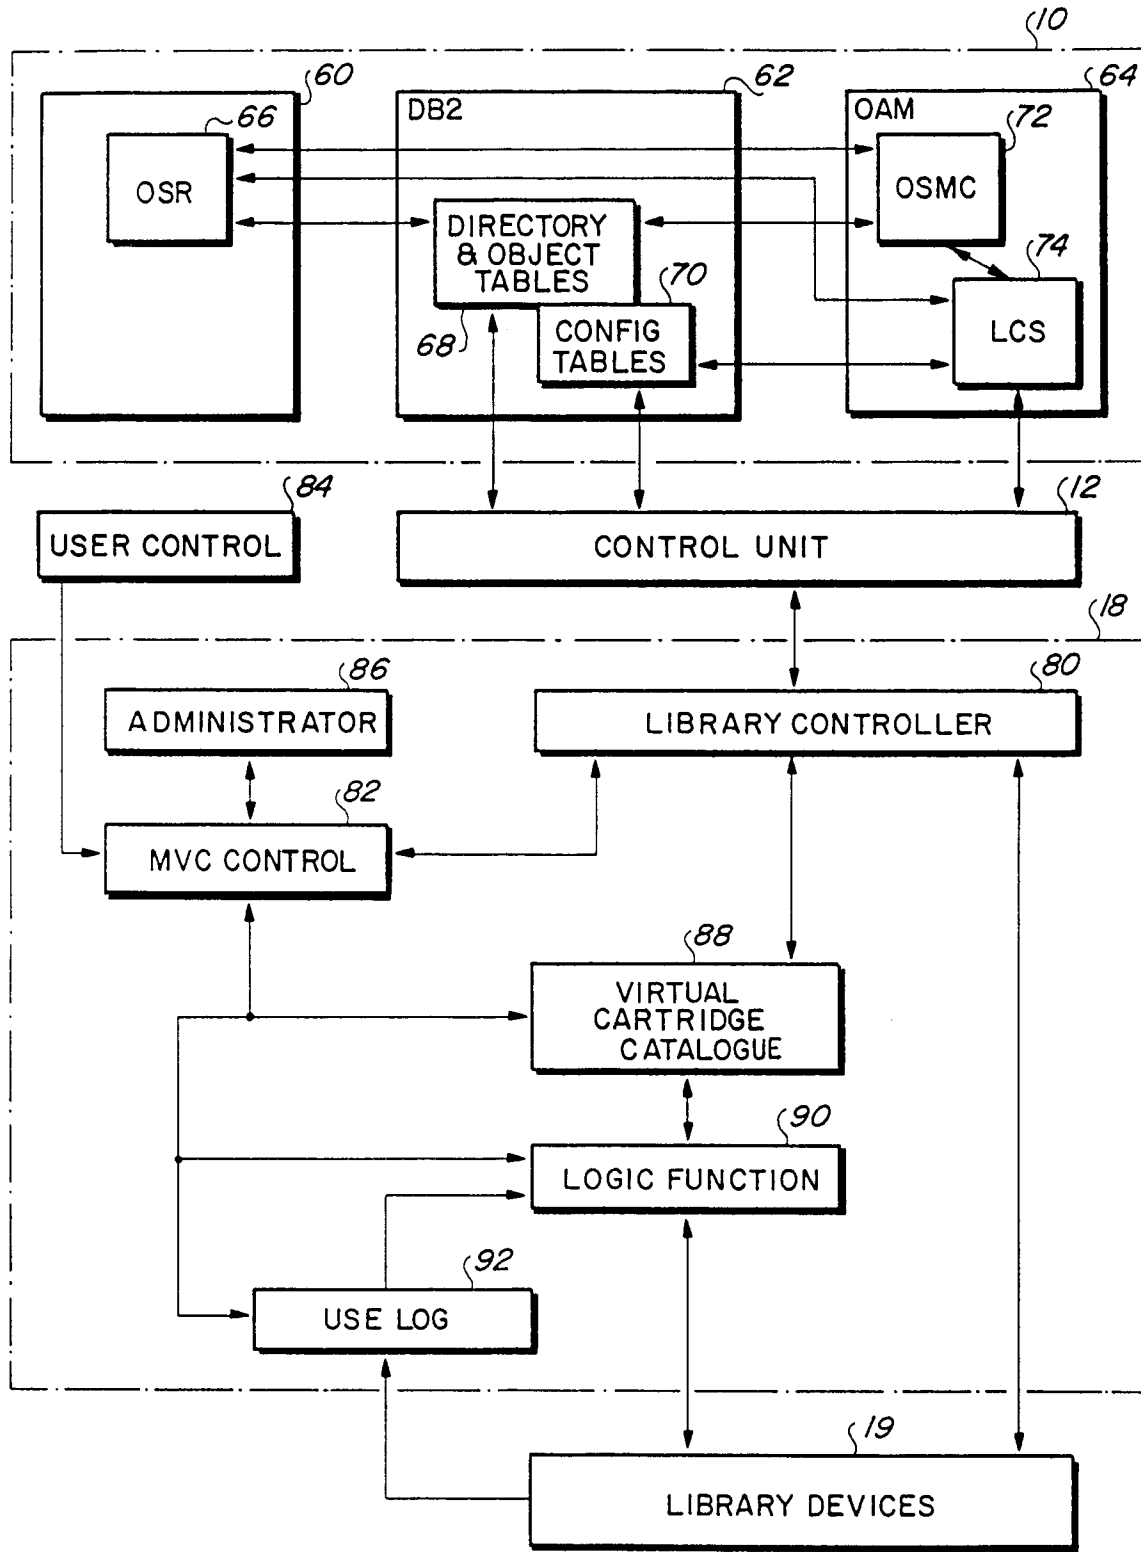 10
60
62
64
66
DB2
OAM
72
OSR
OSMC
DIRECTORY
& OBJECT
TABLES
70
74
68
CONFIG
TABLES
LCS
84
12
USER CONTROL
CONTROL UNIT
18
86
80
ADMINISTRATOR
LIBRARY CONTROLLER
82
MVC CONTROL
88
VIRTUAL
CARTRIDGE
CATALOGUE
90
LOGIC FUNCTION
92
USE LOG
19
LIBRARY DEVICES